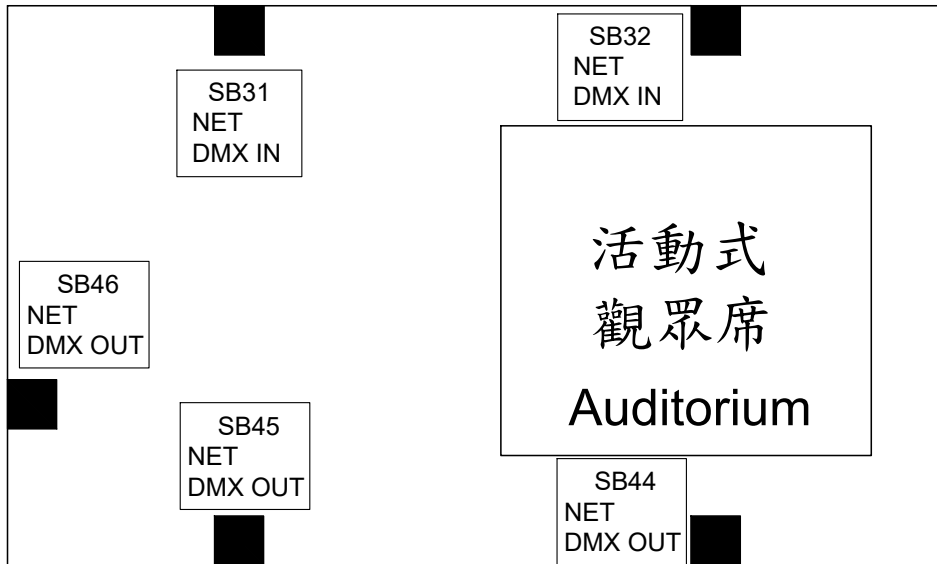 SB32
NET
DMX IN
SB31
NET
DMX IN
活動式
觀眾席
Auditorium
SB46
NET
DMX OUT
SB45
NET
DMX OUT
SB44
NET
DMX OUT